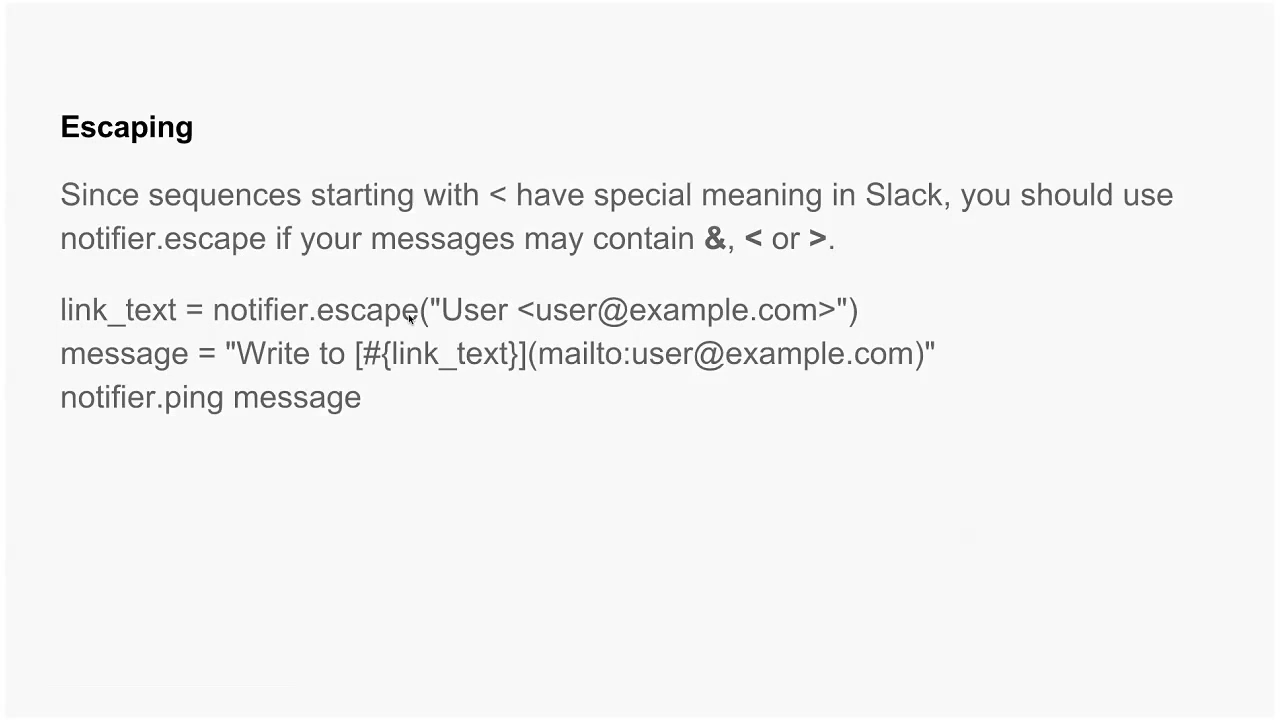 Escaping
Since sequences starting with < have special meaning in Slack, you should use
notifier.escape if your messages may contain &, < or >.
link_text = notifier.escape("User <user@example.com>")
message = "Write to [#{link_text}](mailto:user@example.com)"
notifier.ping message